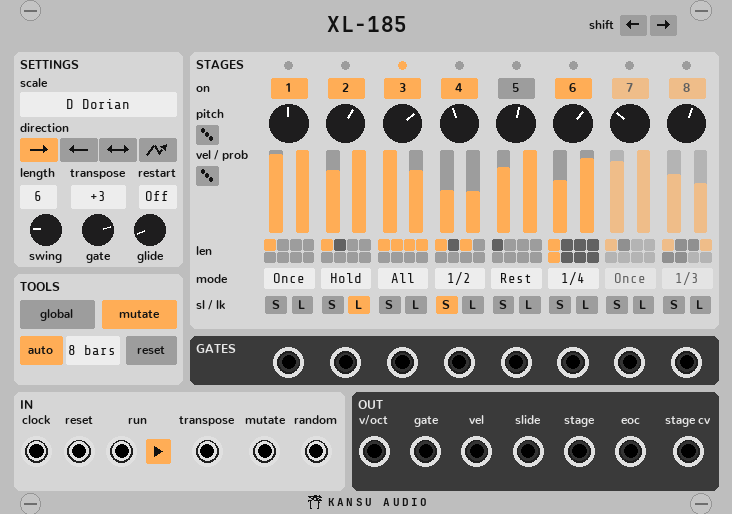 XL-185
shift
SETTINGS
scale
D Dorian
direction
length transpose restart
6 +3 Off
swing gate glide
STAGES
on 1 2 3 4 5 6 7 8
pitch
vel / prob
len
mode Once Hold All 1/2 Rest 1/4 Once 1/3
sl / lk S L S L S L S L S L S L S L S L
TOOLS
global mutate
auto 8 bars reset
GATES
IN
clock reset run transpose mutate random
OUT
v/oct gate vel slide stage eoc stage cv
KANSU AUDIO